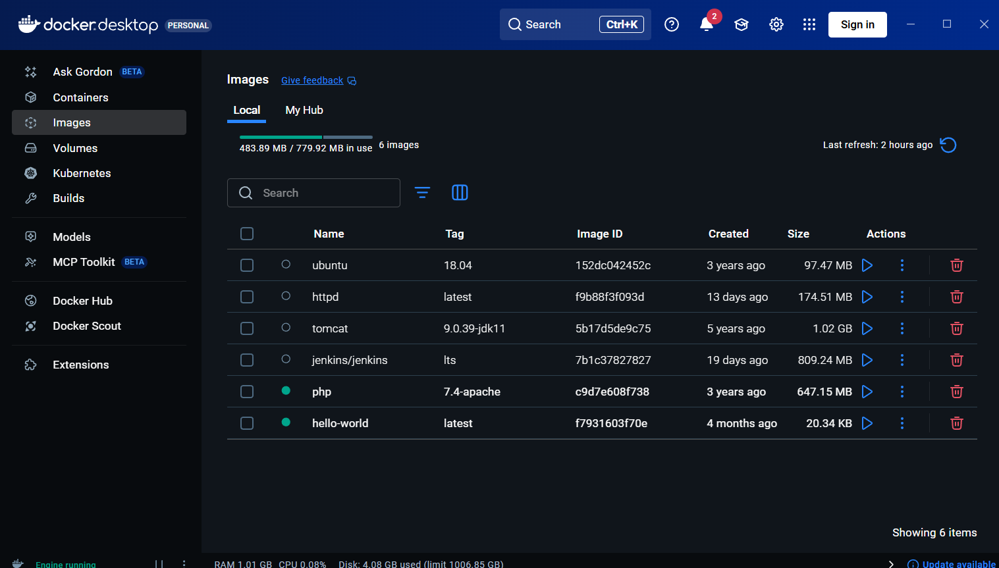 docker.desktop PERSONAL Search Ctrl+K 2 Sign in
Ask Gordon BETA
Containers
Images
Volumes
Kubernetes
Builds
Models
MCP Toolkit BETA
Docker Hub
Docker Scout
Extensions
Images Give feedback
Local My Hub
483.89 MB / 779.92 MB in use 6 images Last refresh: 2 hours ago
Search
Name Tag Image ID Created Size Actions
ubuntu 18.04 152dc042452c 3 years ago 97.47 MB
httpd latest f9b88f3f093d 13 days ago 174.51 MB
tomcat 9.0.39-jdk11 5b17d5de9c75 5 years ago 1.02 GB
jenkins/jenkins lts 7b1c37827827 19 days ago 809.24 MB
php 7.4-apache c9d7e608f738 3 years ago 647.15 MB
hello-world latest f7931603f70e 4 months ago 20.34 KB
Showing 6 items
Engine running RAM 1.01 GB CPU 0.08% Disk: 4.08 GB used (limit 1006.85 GB) Update available